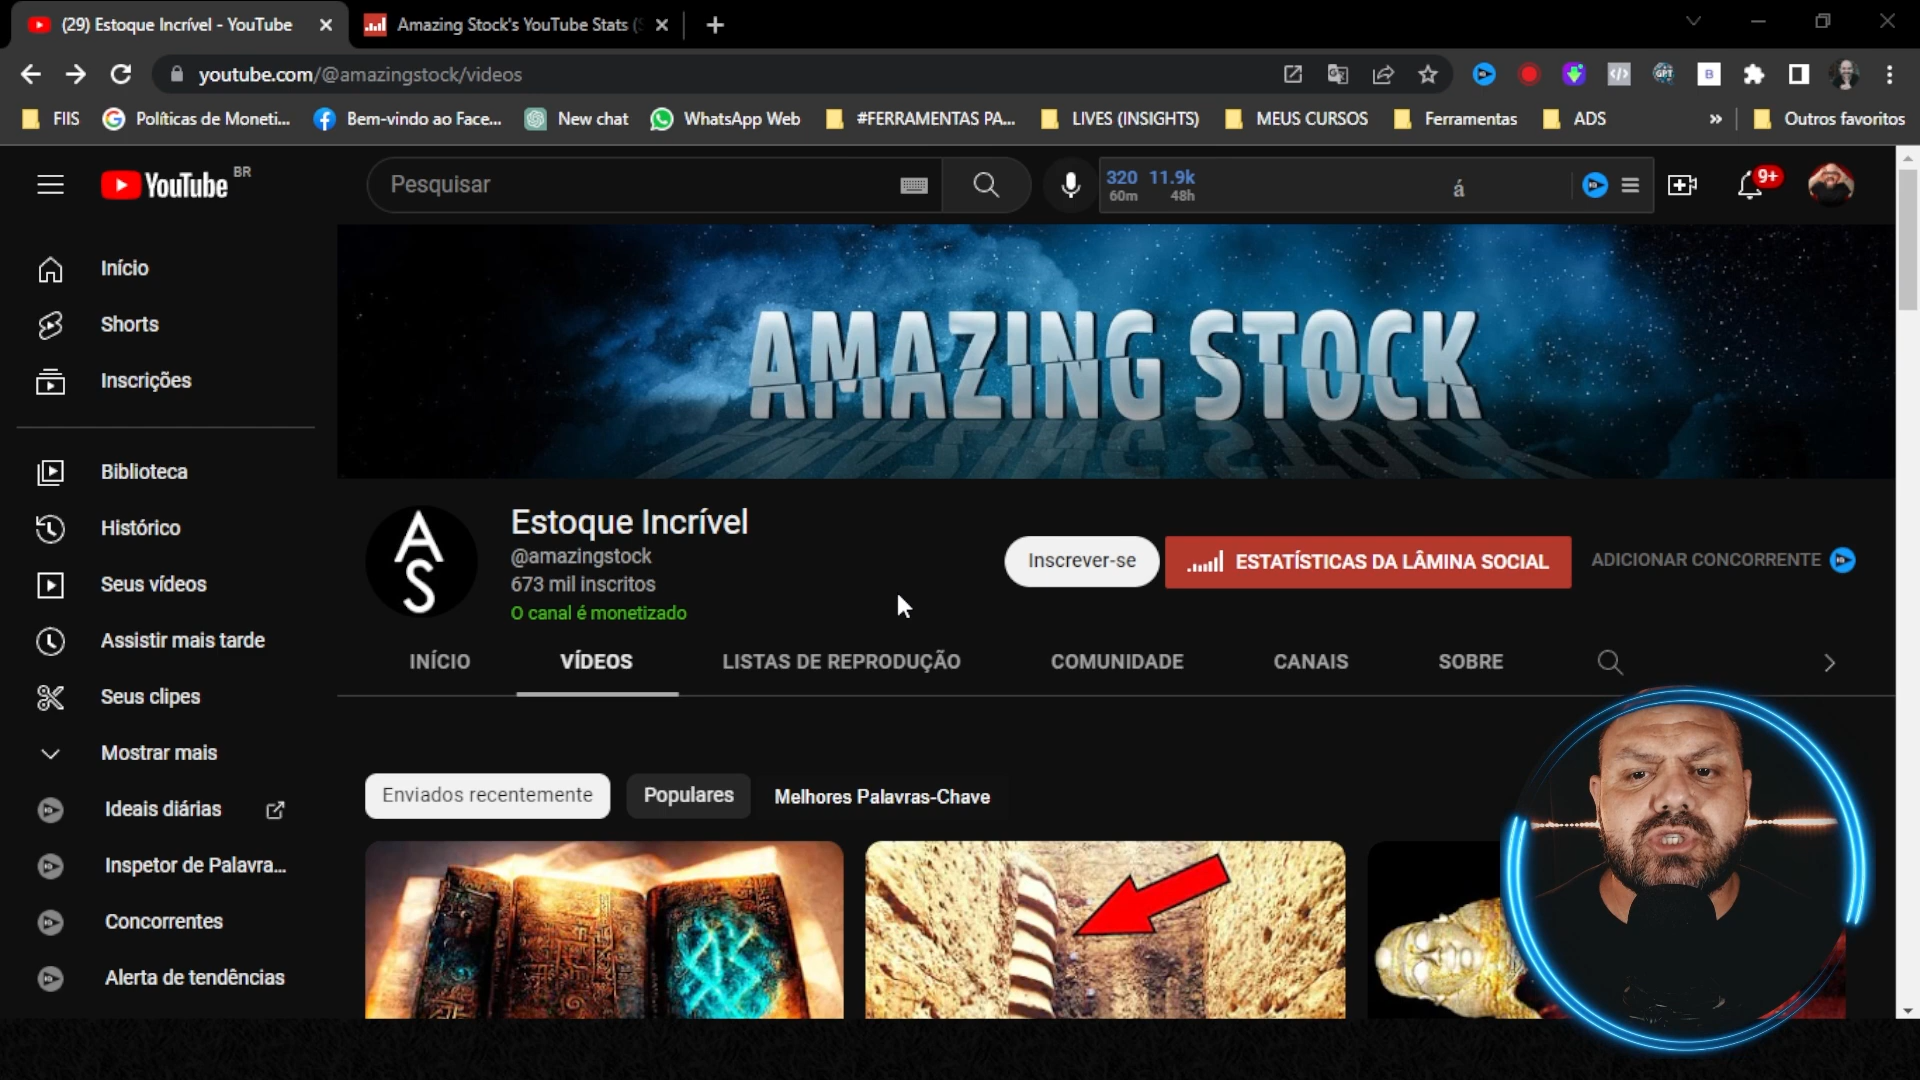 (29) Estoque Incrível - YouTube
Amazing Stock's YouTube Stats (S
youtube.com/@amazingstock/videos
FIIS
Políticas de Moneti...
Bem-vindo ao Face...
New chat
WhatsApp Web
#FERRAMENTAS PA...
LIVES (INSIGHTS)
MEUS CURSOS
Ferramentas
ADS
»
Outros favoritos
YouTube BR
Pesquisar
320 11.9k
60m 48h
á
9+
Início
Shorts
Inscrições
Biblioteca
Histórico
Seus vídeos
Assistir mais tarde
Seus clipes
Mostrar mais
Ideais diárias
Inspetor de Palavra...
Concorrentes
Alerta de tendências
AMAZING STOCK
AS
Estoque Incrível
@amazingstock
673 mil inscritos
O canal é monetizado
Inscrever-se
ESTATÍSTICAS DA LÂMINA SOCIAL
ADICIONAR CONCORRENTE
INÍCIO
VÍDEOS
LISTAS DE REPRODUÇÃO
COMUNIDADE
CANAIS
SOBRE
Enviados recentemente
Populares
Melhores Palavras-Chave